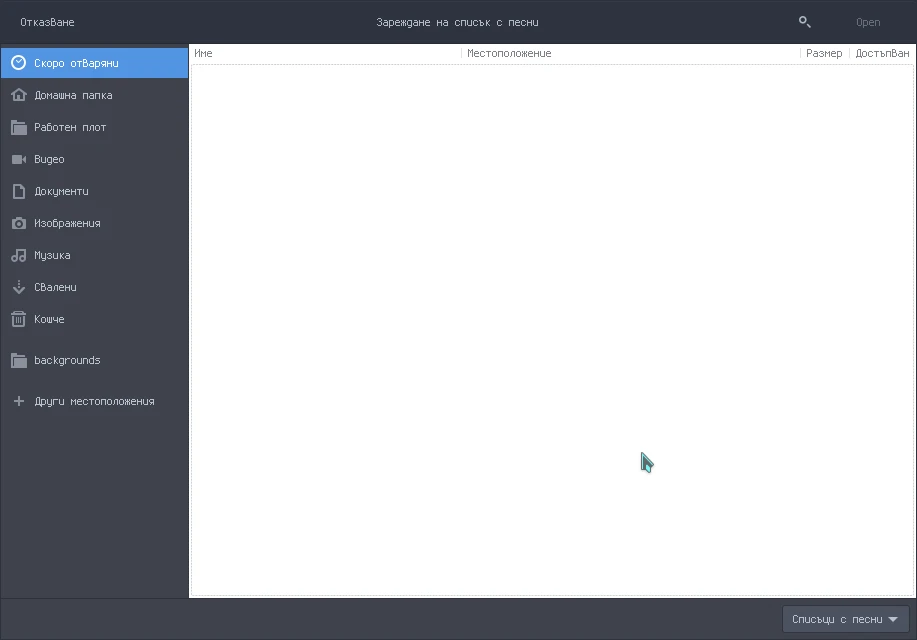 Отказване
Зареждане на списък с песни
Open
Име
Местоположение
Размер
Достъпван
Скоро отваряни
Домашна папка
Работен плот
Видео
Документи
Изображения
Музика
Свалени
Кошче
backgrounds
Други местоположения
Списъци с песни